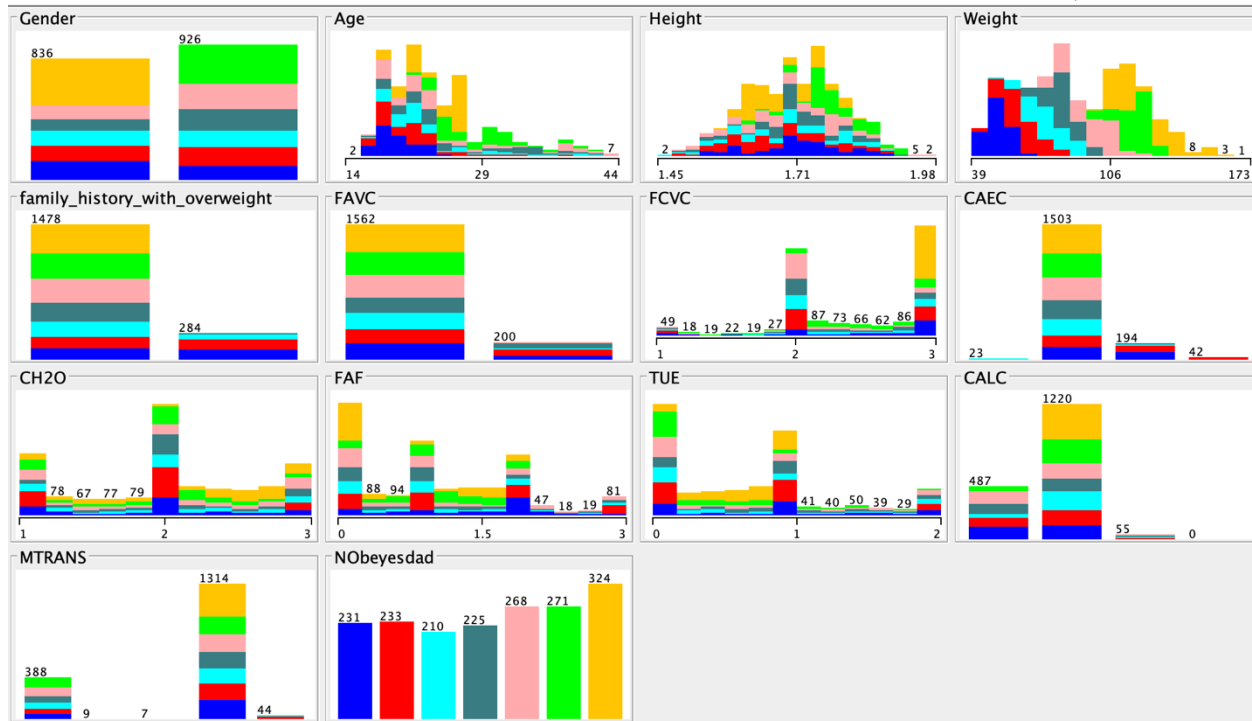 Gender Age Height Weight
836 926
2 7
14 29 44
2 5 2
1.45 1.71 1.98
8 3 1
39 106 173
family_history_with_overweight FAVC FCVC CAEC
1478 284
1562 200
49 18 19 22 19 27 87 73 66 62 86
1 2 3
23 1503 194 42
CH2O FAF TUE CALC
78 67 77 79
1 2 3
88 94 47 18 19 81
0 1.5 3
41 40 50 39 29
0 1 2
487 1220 55 0
MTRANS NObeyesdad
388 9 7 1314 44
231 233 210 225 268 271 324